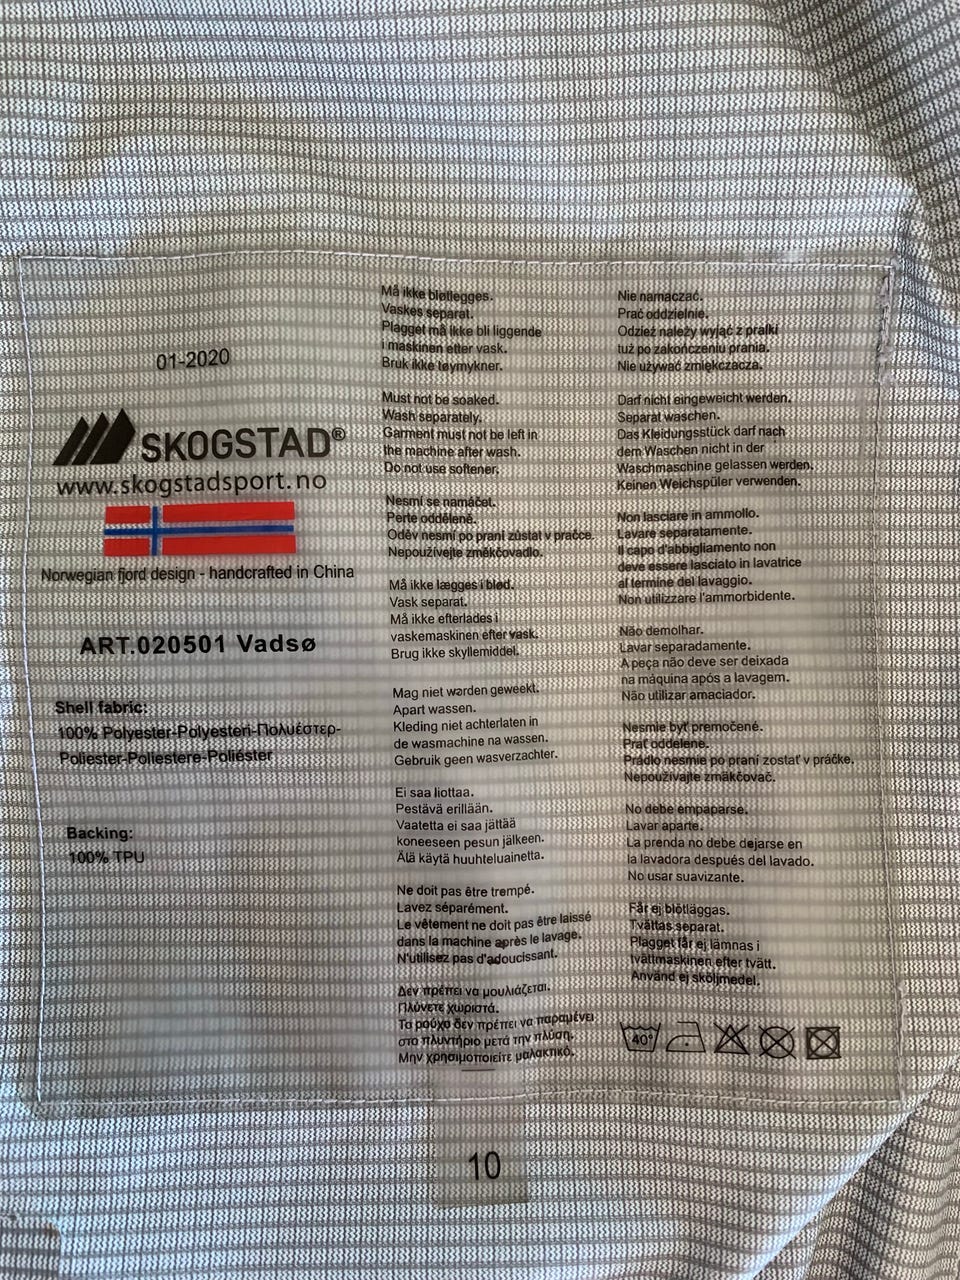 01-2020
SKOGSTAD®
www.skogstadsport.no
Norwegian fjord design - handcrafted in China
ART.020501 Vadsø
Shell fabric:
100% Polyester-Polyesteri-Πολυέστερ-
Poliester-Poliestere-Poliéster
Backing:
100% TPU
Må ikke bløtlegges.
Vaskes separat.
Plagget må ikke bli liggende
i maskinen etter vask.
Bruk ikke tøymykner.
Must not be soaked.
Wash separately.
Garment must not be left in
the machine after wash.
Do not use softener.
Nesmí se namáčet.
Perte odděleně.
Oděv nesmí po praní zůstat v pračce.
Nepoužívejte změkčovadlo.
Må ikke lægges i blød.
Vask separat.
Må ikke efterlades i
vaskemaskinen efter vask.
Brug ikke skyllemiddel.
Mag niet worden geweekt.
Apart wassen.
Kleding niet achterlaten in
de wasmachine na wassen.
Gebruik geen wasverzachter.
Ei saa liottaa.
Pestävä erillään.
Vaatetta ei saa jättää
koneeseen pesun jälkeen.
Älä käytä huuhteluainetta.
Ne doit pas être trempé.
Lavez séparément.
Le vêtement ne doit pas être laissé
dans la machine après le lavage.
N'utilisez pas d'adoucissant.
Δεν πρέπει να μουλιάζεται.
Πλύνετε χωριστά.
Το ρούχο δεν πρέπει να παραμένει
στο πλυντήριο μετά την πλύση.
Μην χρησιμοποιείτε μαλακτικό.
Nie namaczać.
Prać oddzielnie.
Odzież należy wyjąć z pralki
tuż po zakończeniu prania.
Nie używać zmiękczacza.
Darf nicht eingeweicht werden.
Separat waschen.
Das Kleidungsstück darf nach
dem Waschen nicht in der
Waschmaschine gelassen werden.
Keinen Weichspüler verwenden.
Non lasciare in ammollo.
Lavare separatamente.
Il capo d'abbigliamento non
deve essere lasciato in lavatrice
al termine del lavaggio.
Non utilizzare l'ammorbidente.
Não demolhar.
Lavar separadamente.
A peça não deve ser deixada
na máquina após a lavagem.
Não utilizar amaciador.
Nesmie byť premočené.
Prať oddelene.
Prádlo nesmie po praní zostať v práčke.
Nepoužívajte zmäkčovač.
No debe empaparse.
Lavar aparte.
La prenda no debe dejarse en
la lavadora después del lavado.
No usar suavizante.
Får ej blötläggas.
Tvättas separat.
Plagget får ej lämnas i
tvättmaskinen efter tvätt.
Använd ej sköljmedel.
40°
10